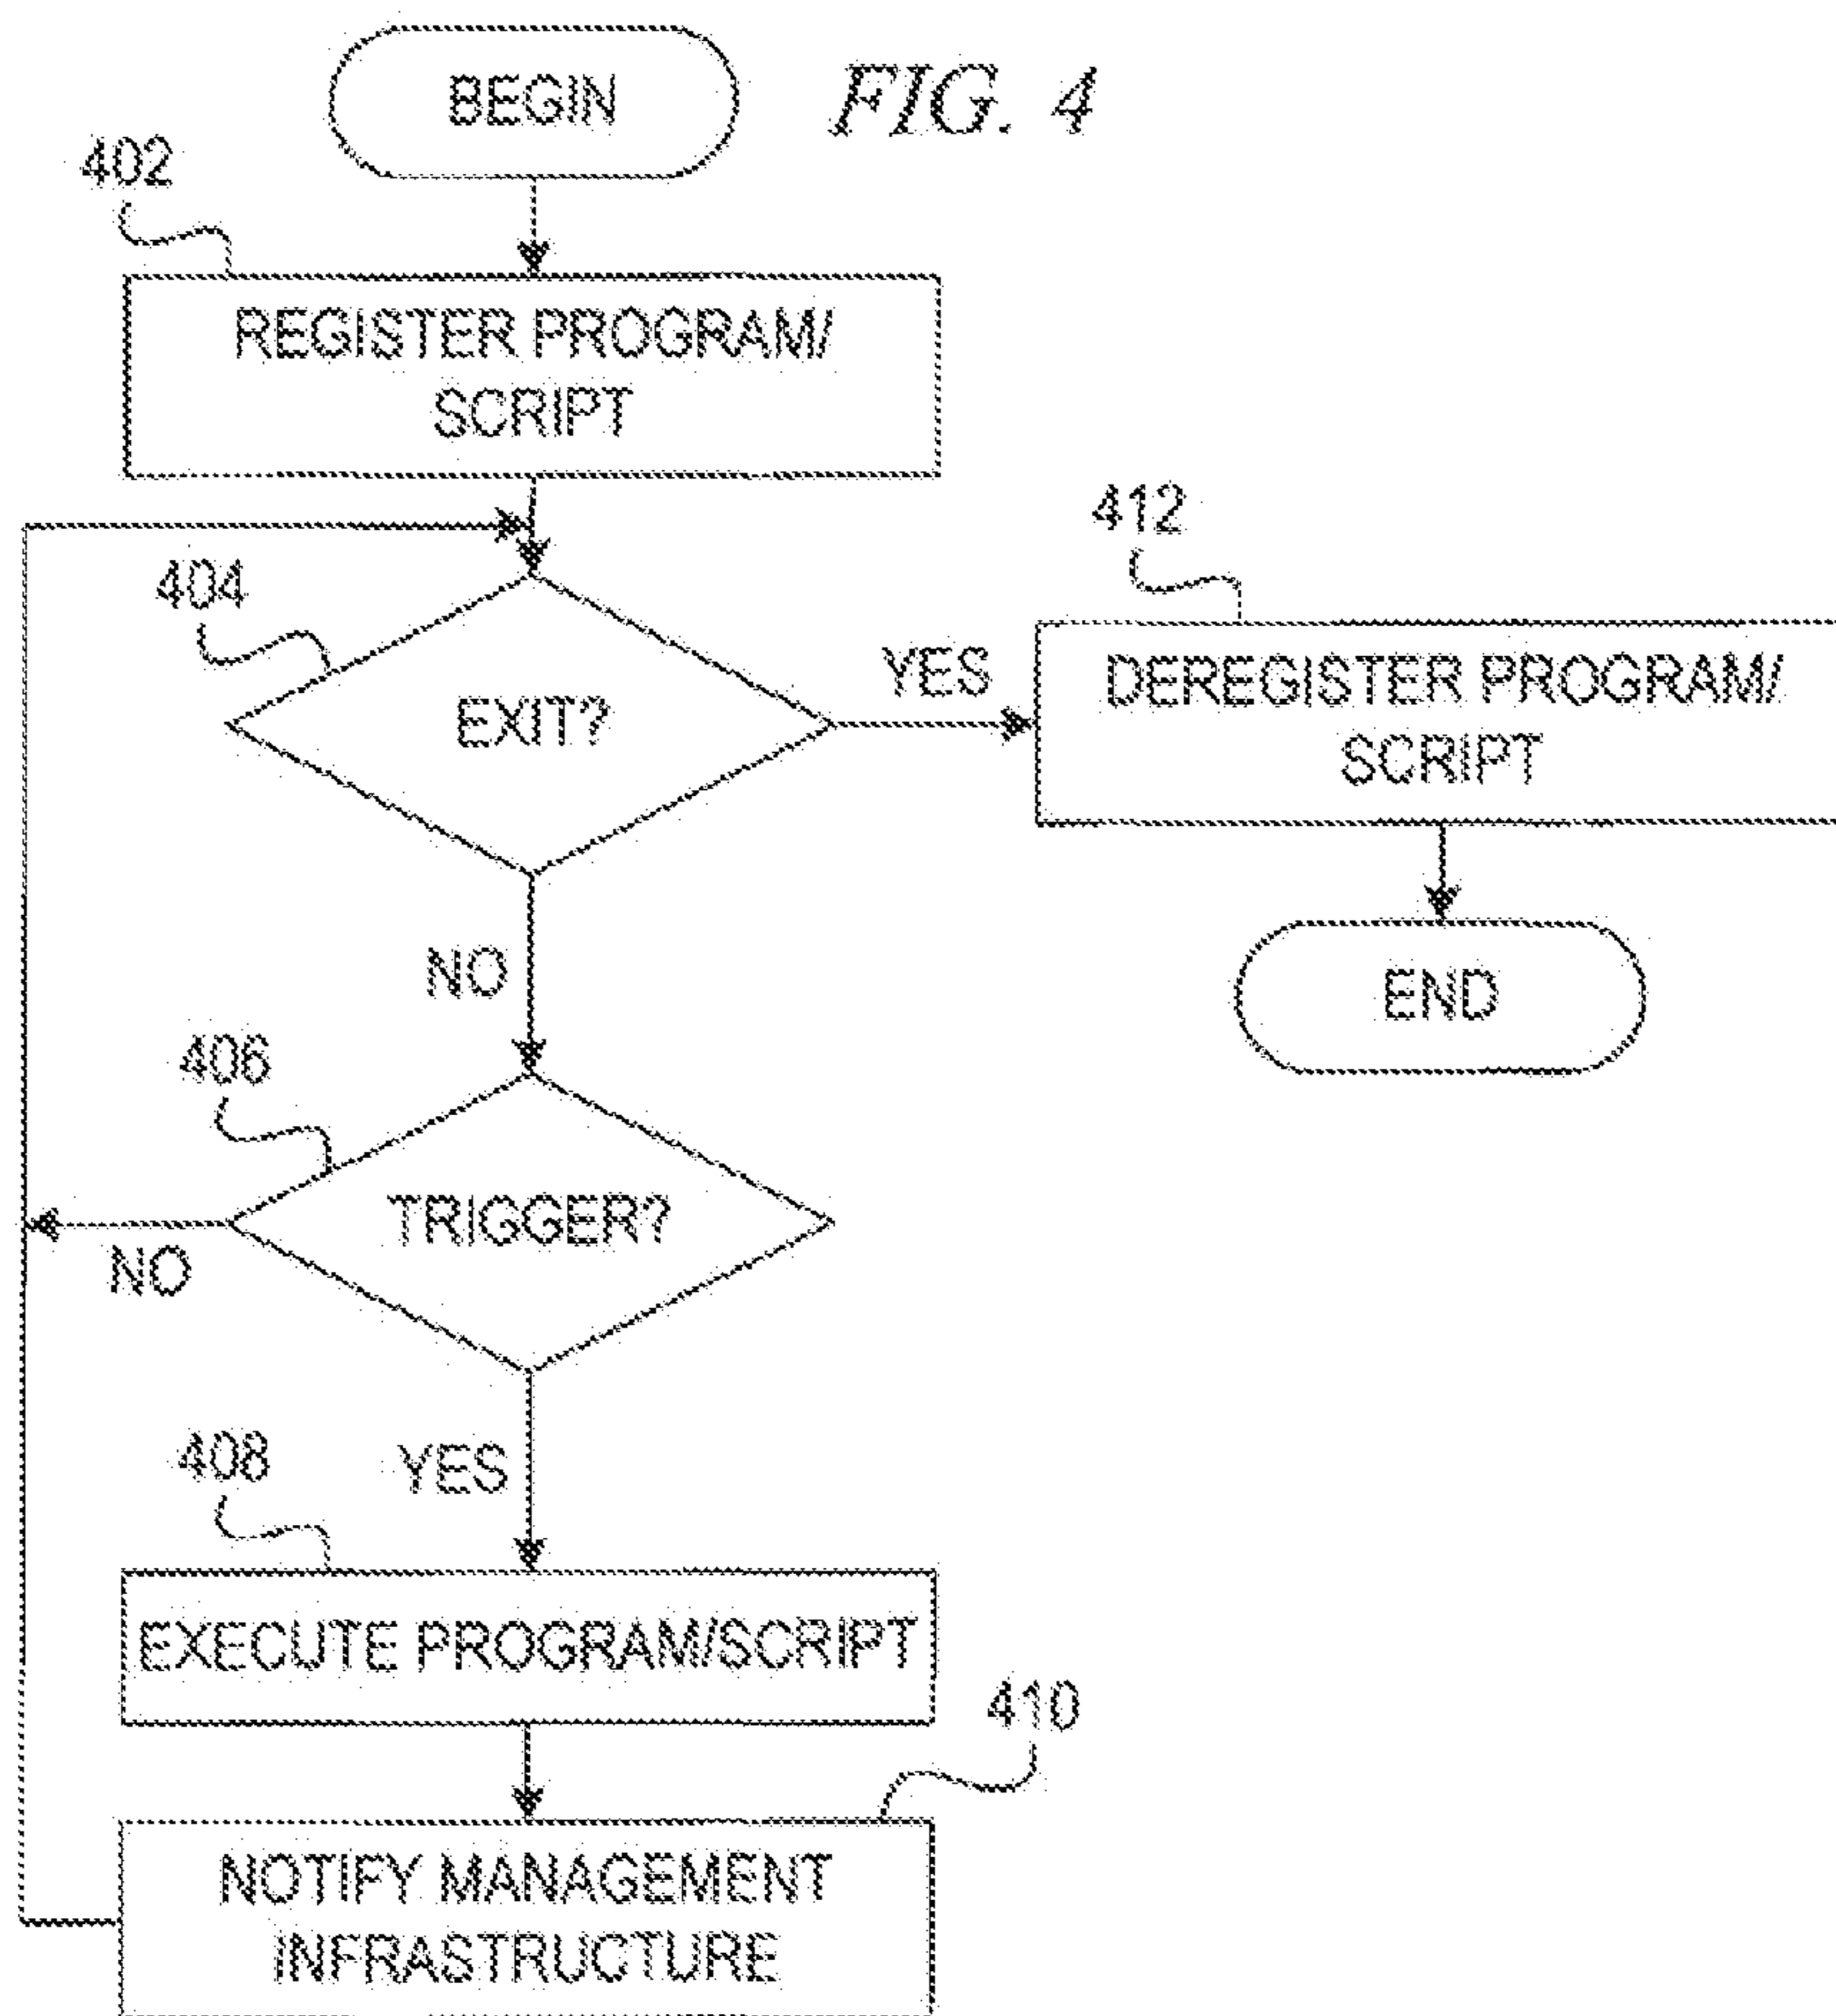 BEGIN
FIG. 4
402
REGISTER PROGRAM/
SCRIPT
404
EXIT?
YES
412
DEREGISTER PROGRAM/
SCRIPT
NO
END
406
TRIGGER?
NO
YES
408
EXECUTE PROGRAM/SCRIPT
410
NOTIFY MANAGEMENT
INFRASTRUCTURE